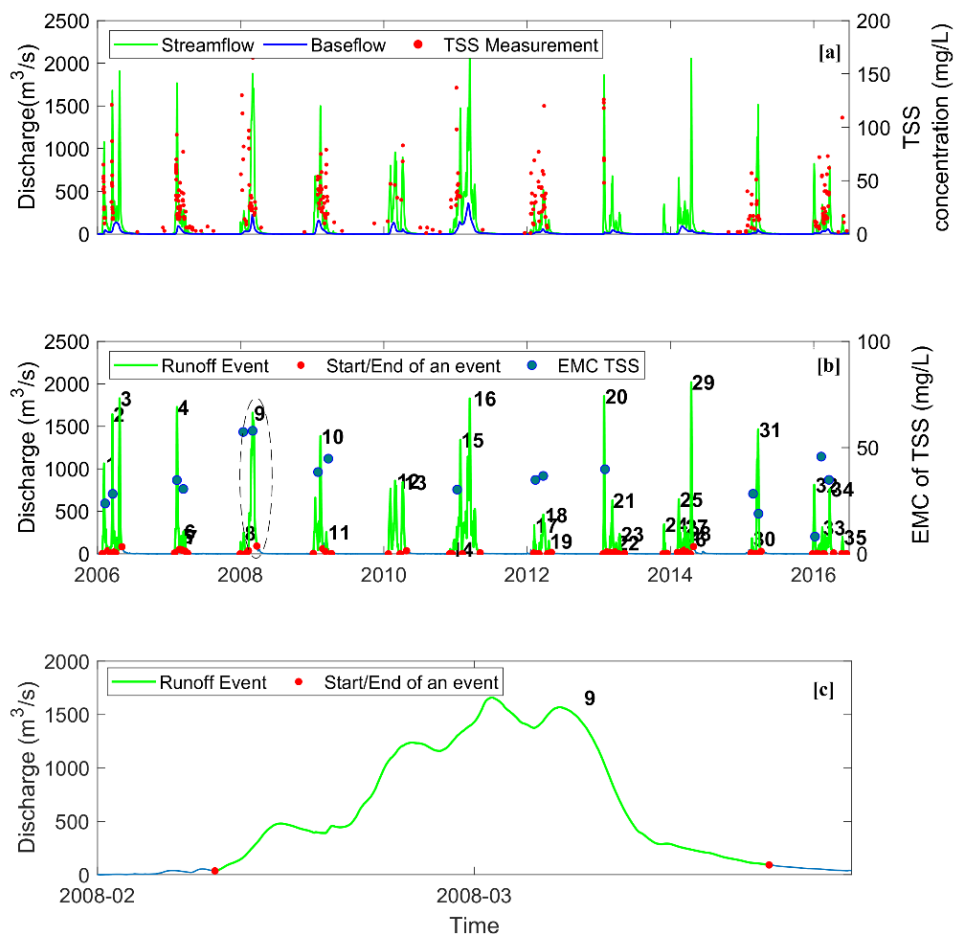 Streamflow Baseflow TSS Measurement [a]
2500 200
2000 150
1500
1000 100
500 50
0 0
Discharge(m³/s)
TSS
concentration (mg/L)
Runoff Event Start/End of an event EMC TSS [b]
2500 100
2000
1500
1000 50
500
0 0
Discharge (m³/s)
EMC of TSS (mg/L)
2 3 4 6 7 8 9 10 11 12 13 14 15 16 17 18 19 20 21 22 23 24 25 29 30 31 33 34 35
2006 2008 2010 2012 2014 2016
Runoff Event Start/End of an event [c]
2000
1500
1000
500
0
Discharge (m³/s)
9
2008-02 2008-03
Time